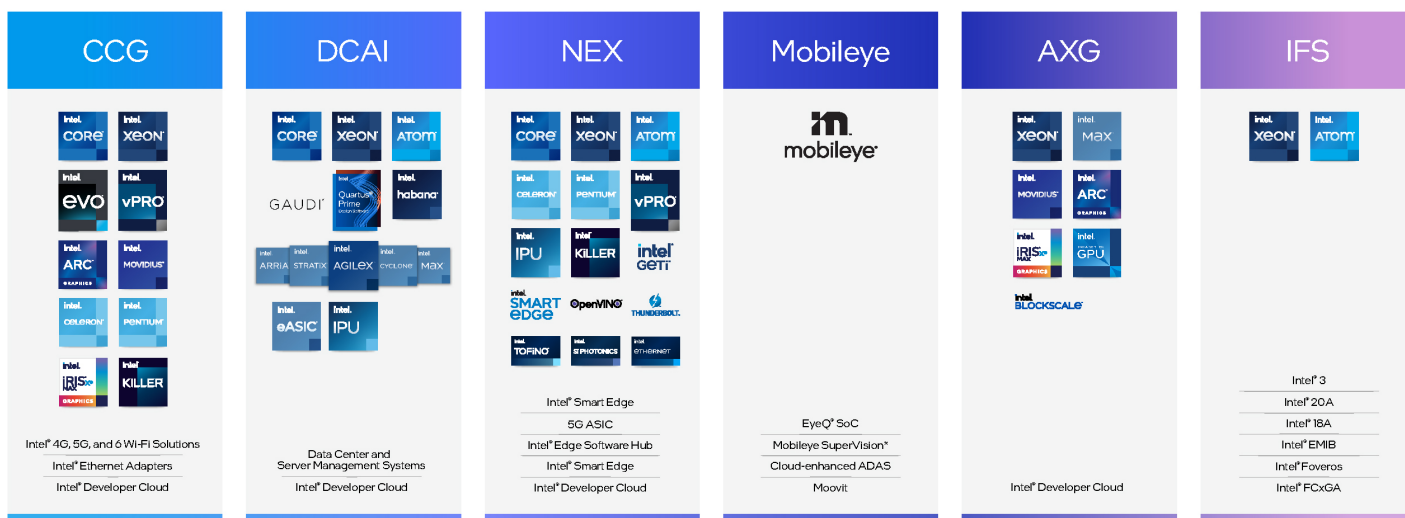 CCG
intel. CORE
intel. XEON
intel. evo
intel. vPRO
intel. ARC GRAPHICS
intel. MOVIDIUS
intel. CELERON
intel. PENTIUM
intel. iRIS Xe MAX GRAPHICS
intel. KILLER
Intel® 4G, 5G, and 6 Wi-Fi Solutions
Intel® Ethernet Adapters
Intel® Developer Cloud
DCAI
intel. CORE
intel. XEON
intel. ATOM
GAUDI
intel. Quartus® Prime Design Software
intel. habana
intel ARRIA
intel STRATIX
intel. AGILEX
intel CYCLONE
intel Max
intel. eASIC
intel. IPU
Data Center and
Server Management Systems
Intel® Developer Cloud
NEX
intel. CORE
intel. XEON
intel. ATOM
intel. CELERON
intel. PENTIUM
intel. vPRO
intel. IPU
intel KiLLER
intel GETi
intel. SMART EDGE
OpenVINO
THUNDERBOLT.
intel. TOFINO
intel. Si PHOTONICS
intel. ETHERNET
Intel® Smart Edge
5G ASIC
Intel® Edge Software Hub
Intel® Smart Edge
Intel® Developer Cloud
Mobileye
mobileye
EyeQ® SoC
Mobileye SuperVision*
Cloud-enhanced ADAS
Moovit
AXG
intel. XEON
intel. Max
intel. MOVIDIUS
intel. ARC GRAPHICS
intel. iRIS Xe MAX GRAPHICS
intel. GPU
intel. BLOCKSCALE
Intel® Developer Cloud
IFS
intel. XEON
intel. ATOM
Intel® 3
Intel® 20A
Intel® 18A
Intel® EMIB
Intel® Foveros
Intel® FCxGA